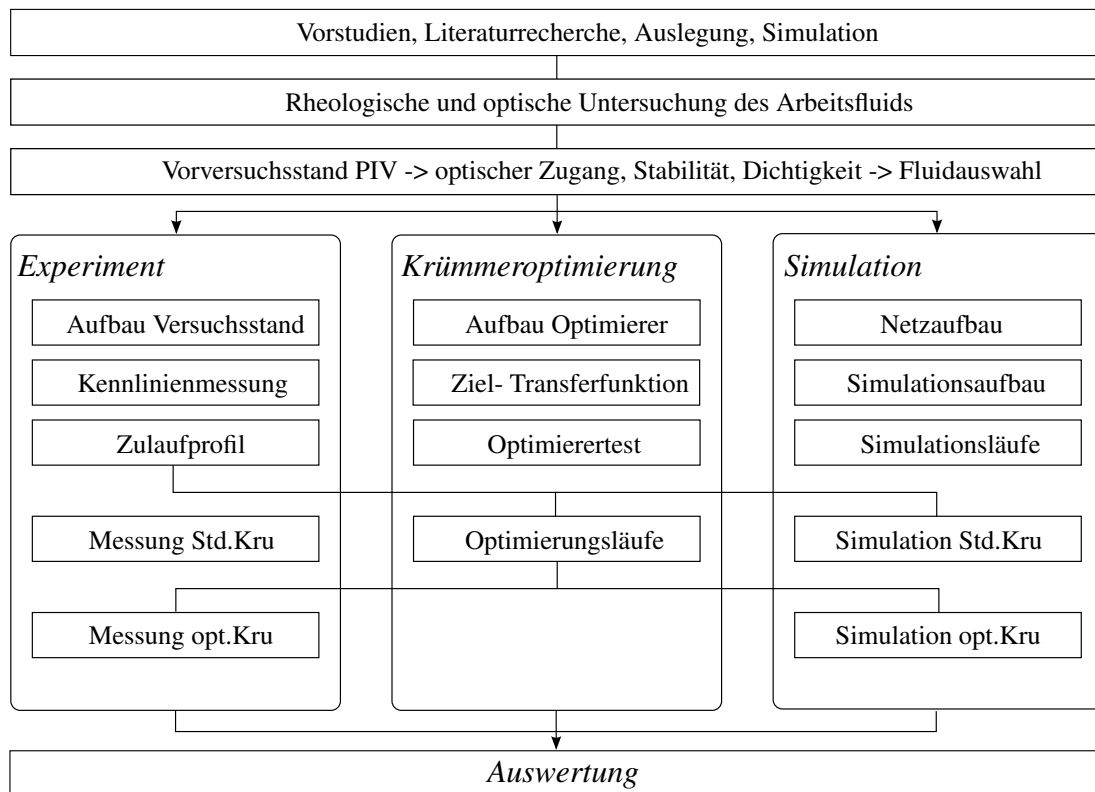 Vorstudien, Literaturrecherche, Auslegung, Simulation
Rheologische und optische Untersuchung des Arbeitsfluids
Vorversuchsstand PIV -> optischer Zugang, Stabilität, Dichtigkeit -> Fluidauswahl
Experiment
Aufbau Versuchsstand
Kennlinienmessung
Zulaufprofil
Messung Std.Kru
Messung opt.Kru
Krümmeroptimierung
Aufbau Optimierer
Ziel- Transferfunktion
Optimierertest
Optimierungsläufe
Simulation
Netzaufbau
Simulationsaufbau
Simulationsläufe
Simulation Std.Kru
Simulation opt.Kru
Auswertung